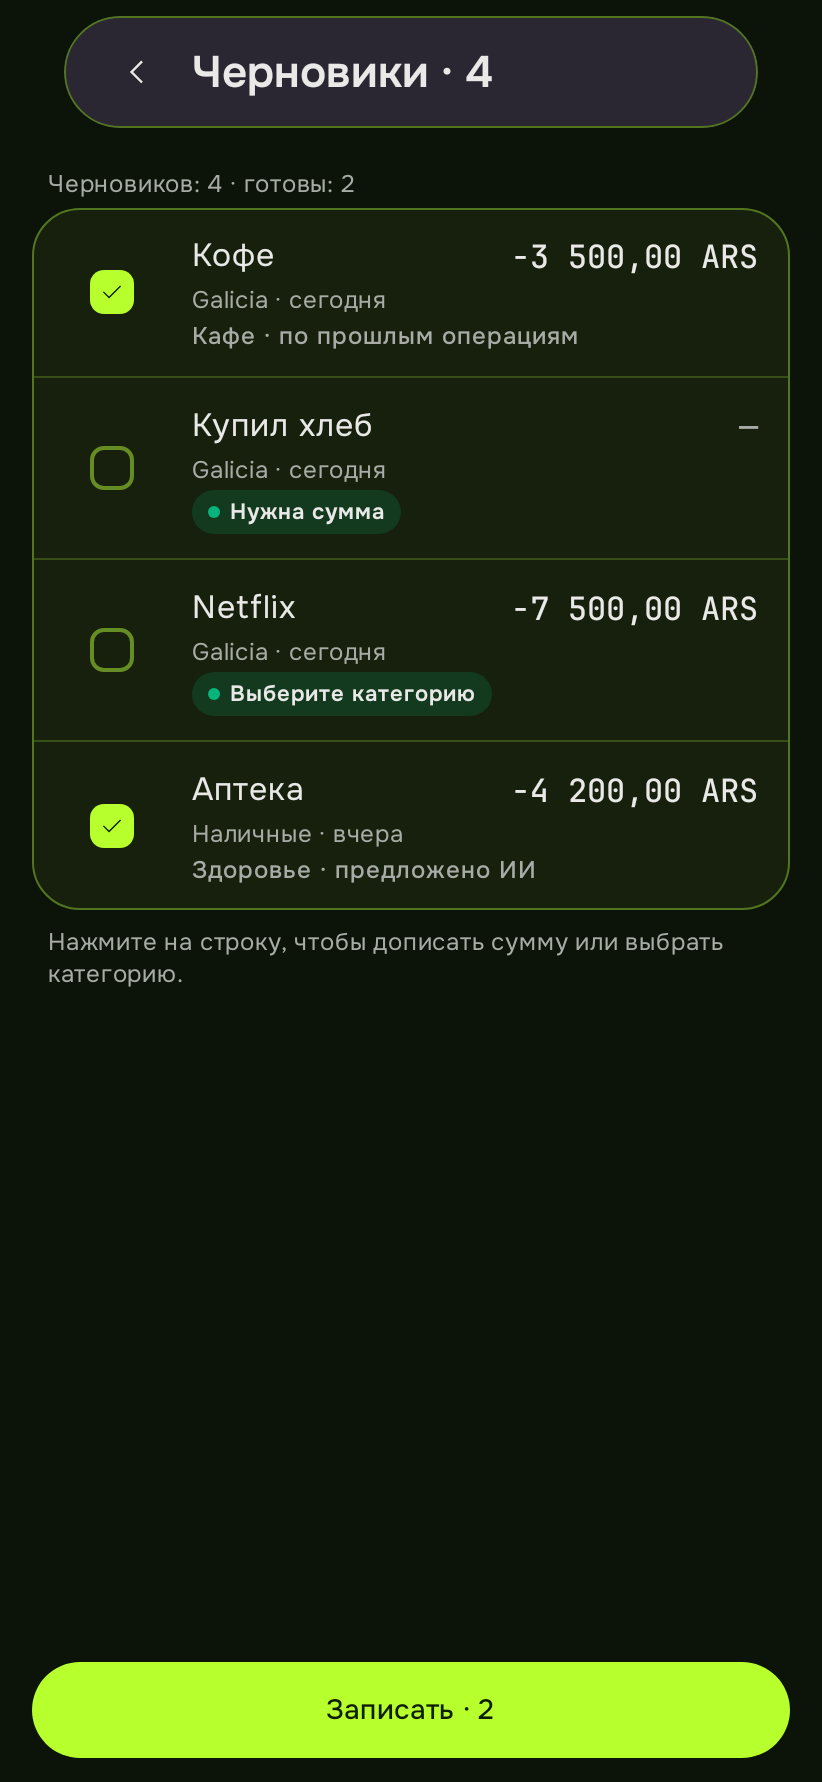 Черновики · 4
Черновиков: 4 · готовы: 2
Кофе -3 500,00 ARS
Galicia · сегодня
Кафе · по прошлым операциям
Купил хлеб —
Galicia · сегодня
Нужна сумма
Netflix -7 500,00 ARS
Galicia · сегодня
Выберите категорию
Аптека -4 200,00 ARS
Наличные · вчера
Здоровье · предложено ИИ
Нажмите на строку, чтобы дописать сумму или выбрать
категорию.
Записать · 2